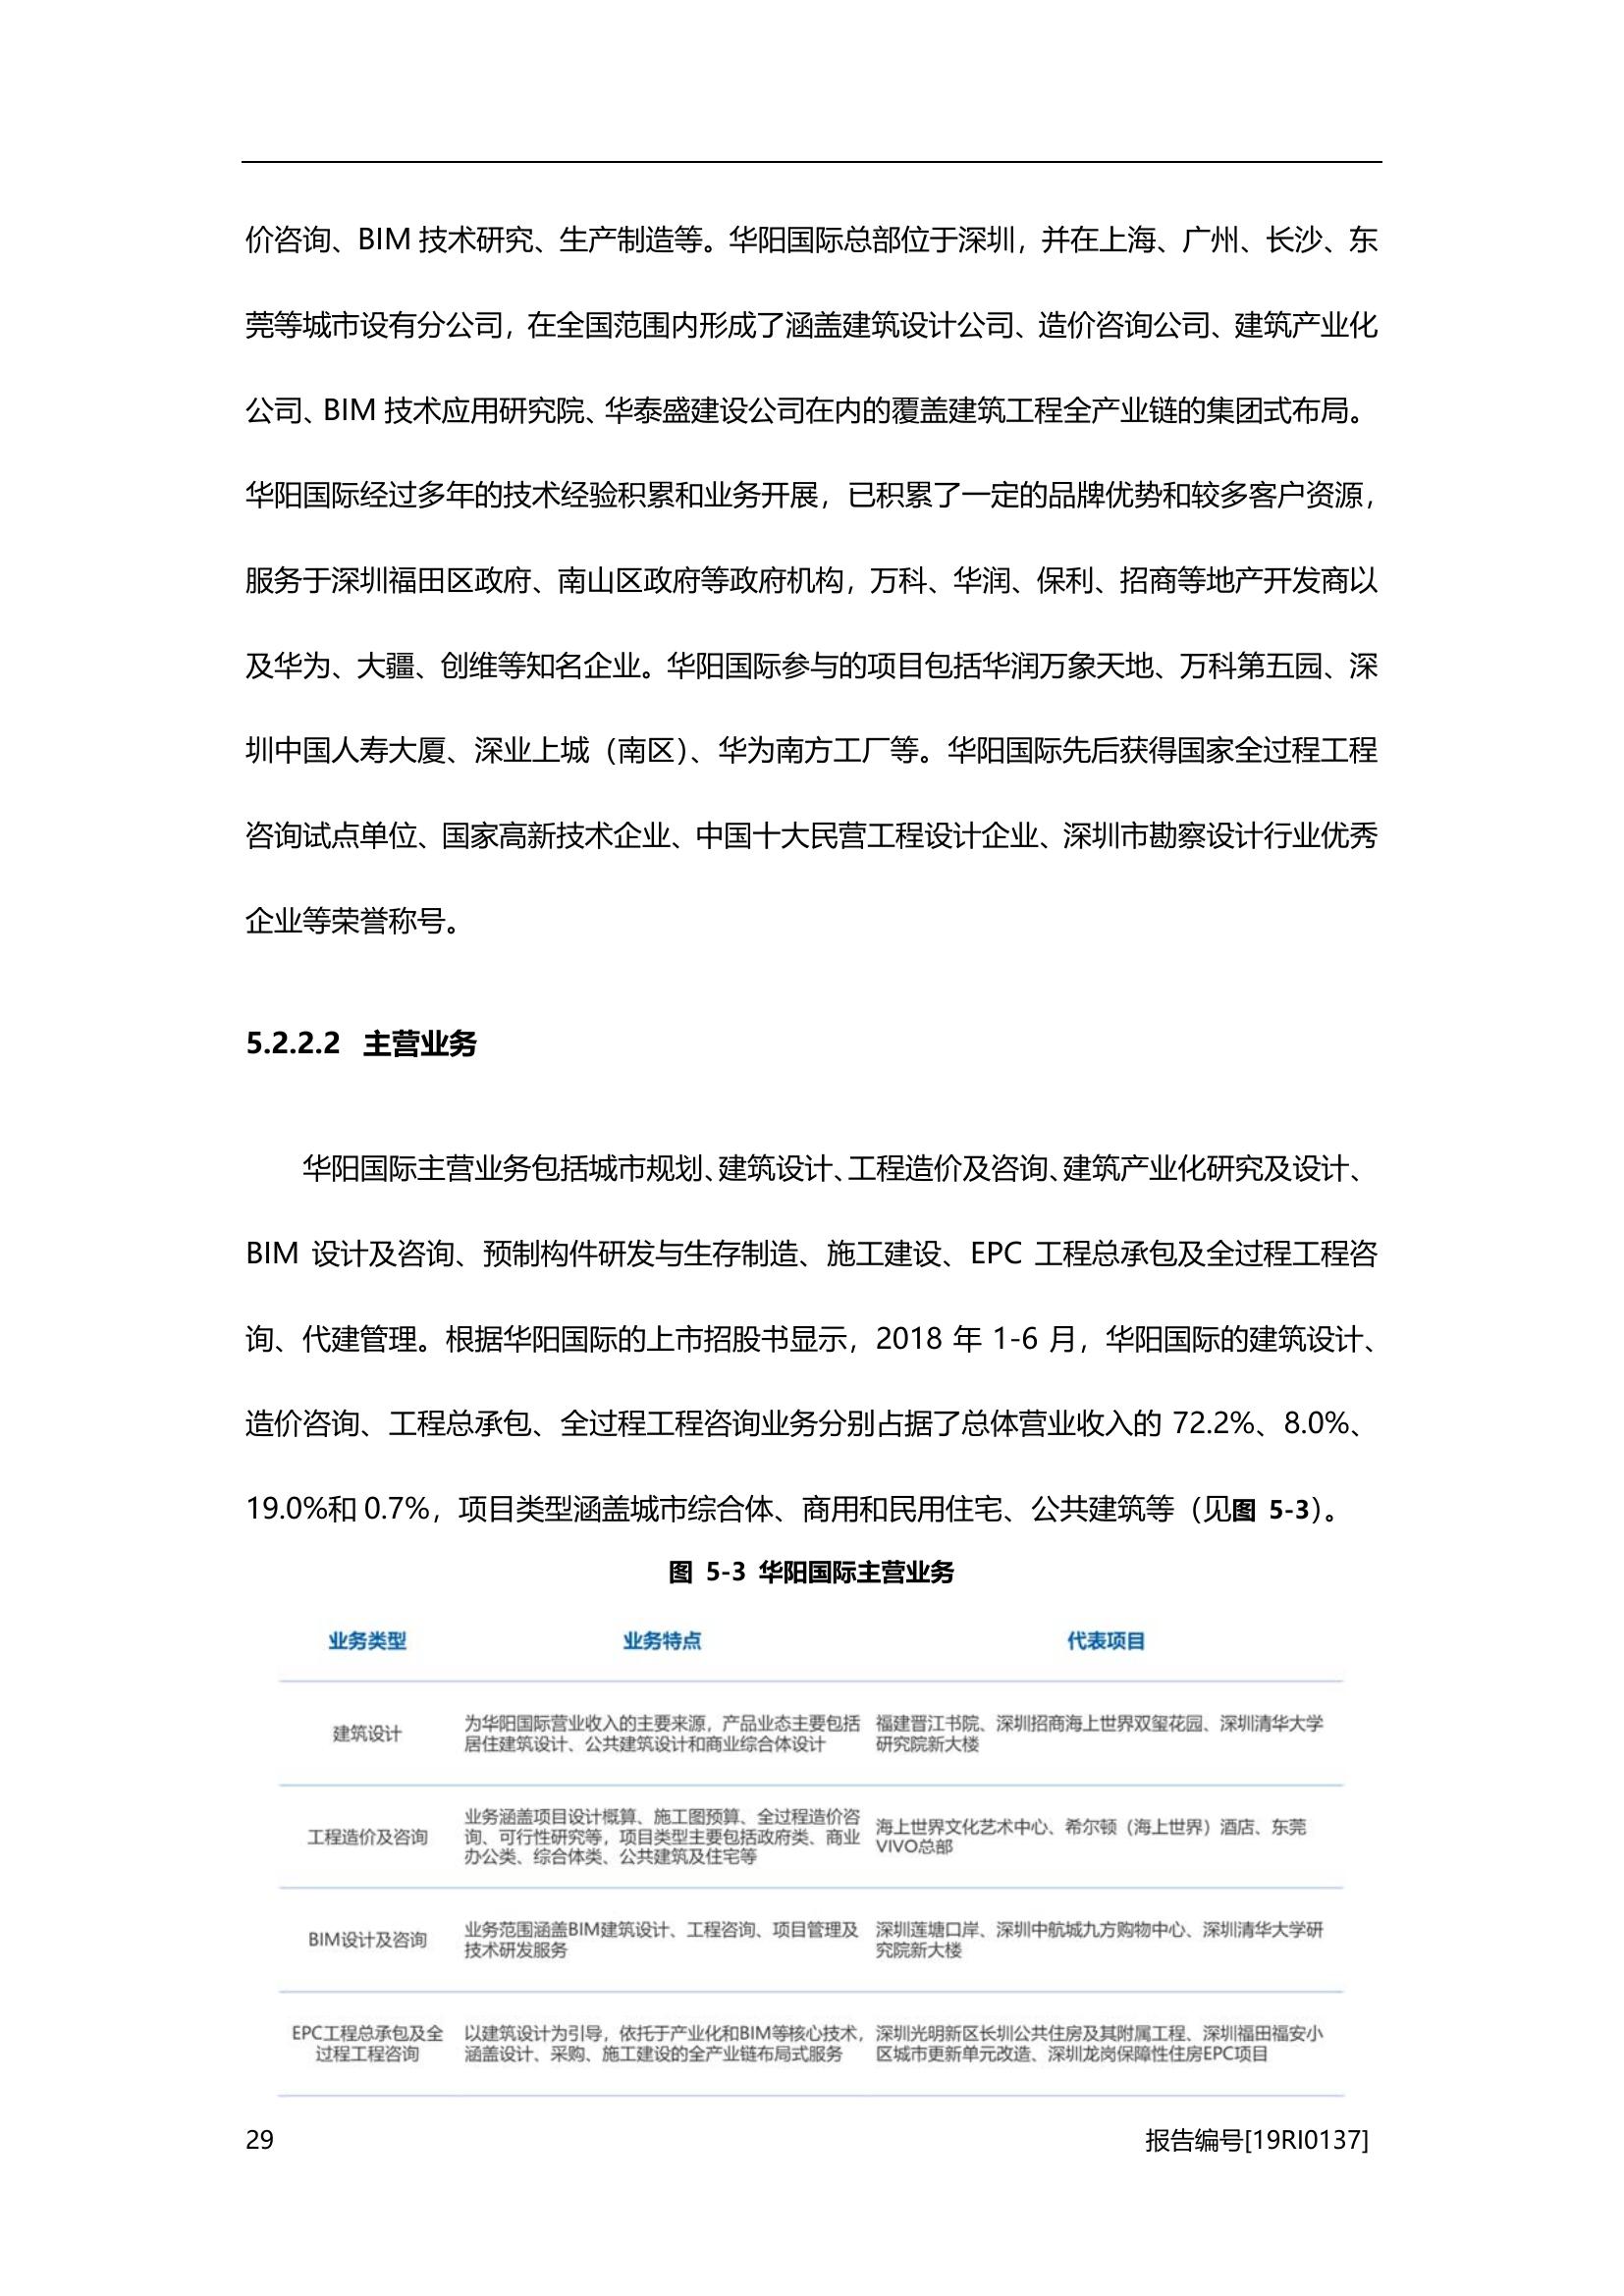 价咨询、BIM 技术研究、生产制造等。华阳国际总部位于深圳，并在上海、广州、长沙、东
莞等城市设有分公司，在全国范围内形成了涵盖建筑设计公司、造价咨询公司、建筑产业化
公司、BIM 技术应用研究院、华泰盛建设公司在内的覆盖建筑工程全产业链的集团式布局。
华阳国际经过多年的技术经验积累和业务开展，已积累了一定的品牌优势和较多客户资源，
服务于深圳福田区政府、南山区政府等政府机构，万科、华润、保利、招商等地产开发商以
及华为、大疆、创维等知名企业。华阳国际参与的项目包括华润万象天地、万科第五园、深
圳中国人寿大厦、深业上城（南区）、华为南方工厂等。华阳国际先后获得国家全过程工程
咨询试点单位、国家高新技术企业、中国十大民营工程设计企业、深圳市勘察设计行业优秀
企业等荣誉称号。
5.2.2.2 主营业务
华阳国际主营业务包括城市规划、建筑设计、工程造价及咨询、建筑产业化研究及设计、
BIM 设计及咨询、预制构件研发与生存制造、施工建设、EPC 工程总承包及全过程工程咨
询、代建管理。根据华阳国际的上市招股书显示，2018 年 1-6 月，华阳国际的建筑设计、
造价咨询、工程总承包、全过程工程咨询业务分别占据了总体营业收入的 72.2%、8.0%、
19.0%和 0.7%，项目类型涵盖城市综合体、商用和民用住宅、公共建筑等（见图 5-3）。
图 5-3 华阳国际主营业务
业务类型 业务特点 代表项目
建筑设计
为华阳国际营业收入的主要来源，产品业态主要包括
居住建筑设计、公共建筑设计和商业综合体设计
福建晋江书院、深圳招商海上世界双玺花园、深圳清华大学
研究院新大楼
工程造价及咨询
业务涵盖项目设计概算、施工图预算、全过程造价咨
询、可行性研究等，项目类型主要包括政府类、商业
办公类、综合体类、公共建筑及住宅等
海上世界文化艺术中心、希尔顿（海上世界）酒店、东莞
VIVO总部
BIM设计及咨询
业务范围涵盖BIM建筑设计、工程咨询、项目管理及
技术研发服务
深圳莲塘口岸、深圳中航城九方购物中心、深圳清华大学研
究院新大楼
EPC工程总承包及全
过程工程咨询
以建筑设计为引导，依托于产业化和BIM等核心技术，
涵盖设计、采购、施工建设的全产业链布局式服务
深圳光明新区长圳公共住房及其附属工程、深圳福田福安小
区城市更新单元改造、深圳龙岗保障性住房EPC项目
29
报告编号[19RI0137]